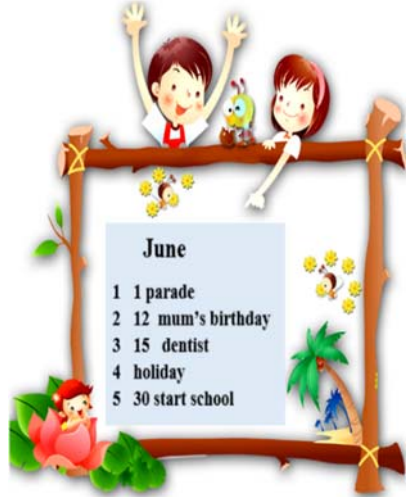 June
1 1 parade
2 12 mum's birthday
3 15 dentist
4 holiday
5 30 start school